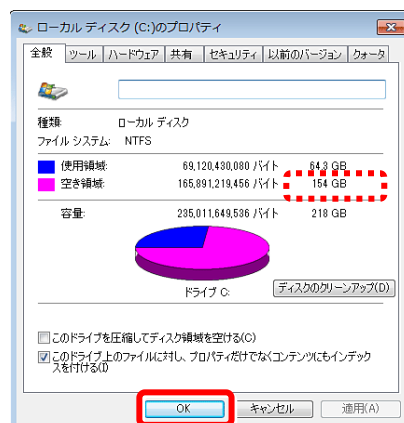 ローカル ディスク (C:)のプロパティ
全般 ツール ハードウェア 共有 セキュリティ 以前のバージョン クォータ
種類: ローカル ディスク
ファイル システム: NTFS
使用領域: 69,120,430,080 バイト 64.3 GB
空き領域: 165,891,219,456 バイト 154 GB
容量: 235,011,649,536 バイト 218 GB
ドライブ C: ディスクのクリーンアップ(D)
このドライブを圧縮してディスク領域を空ける(C)
このドライブ上のファイルに対し、プロパティだけでなくコンテンツにもインデック
スを付ける(I)
OK キャンセル 適用(A)